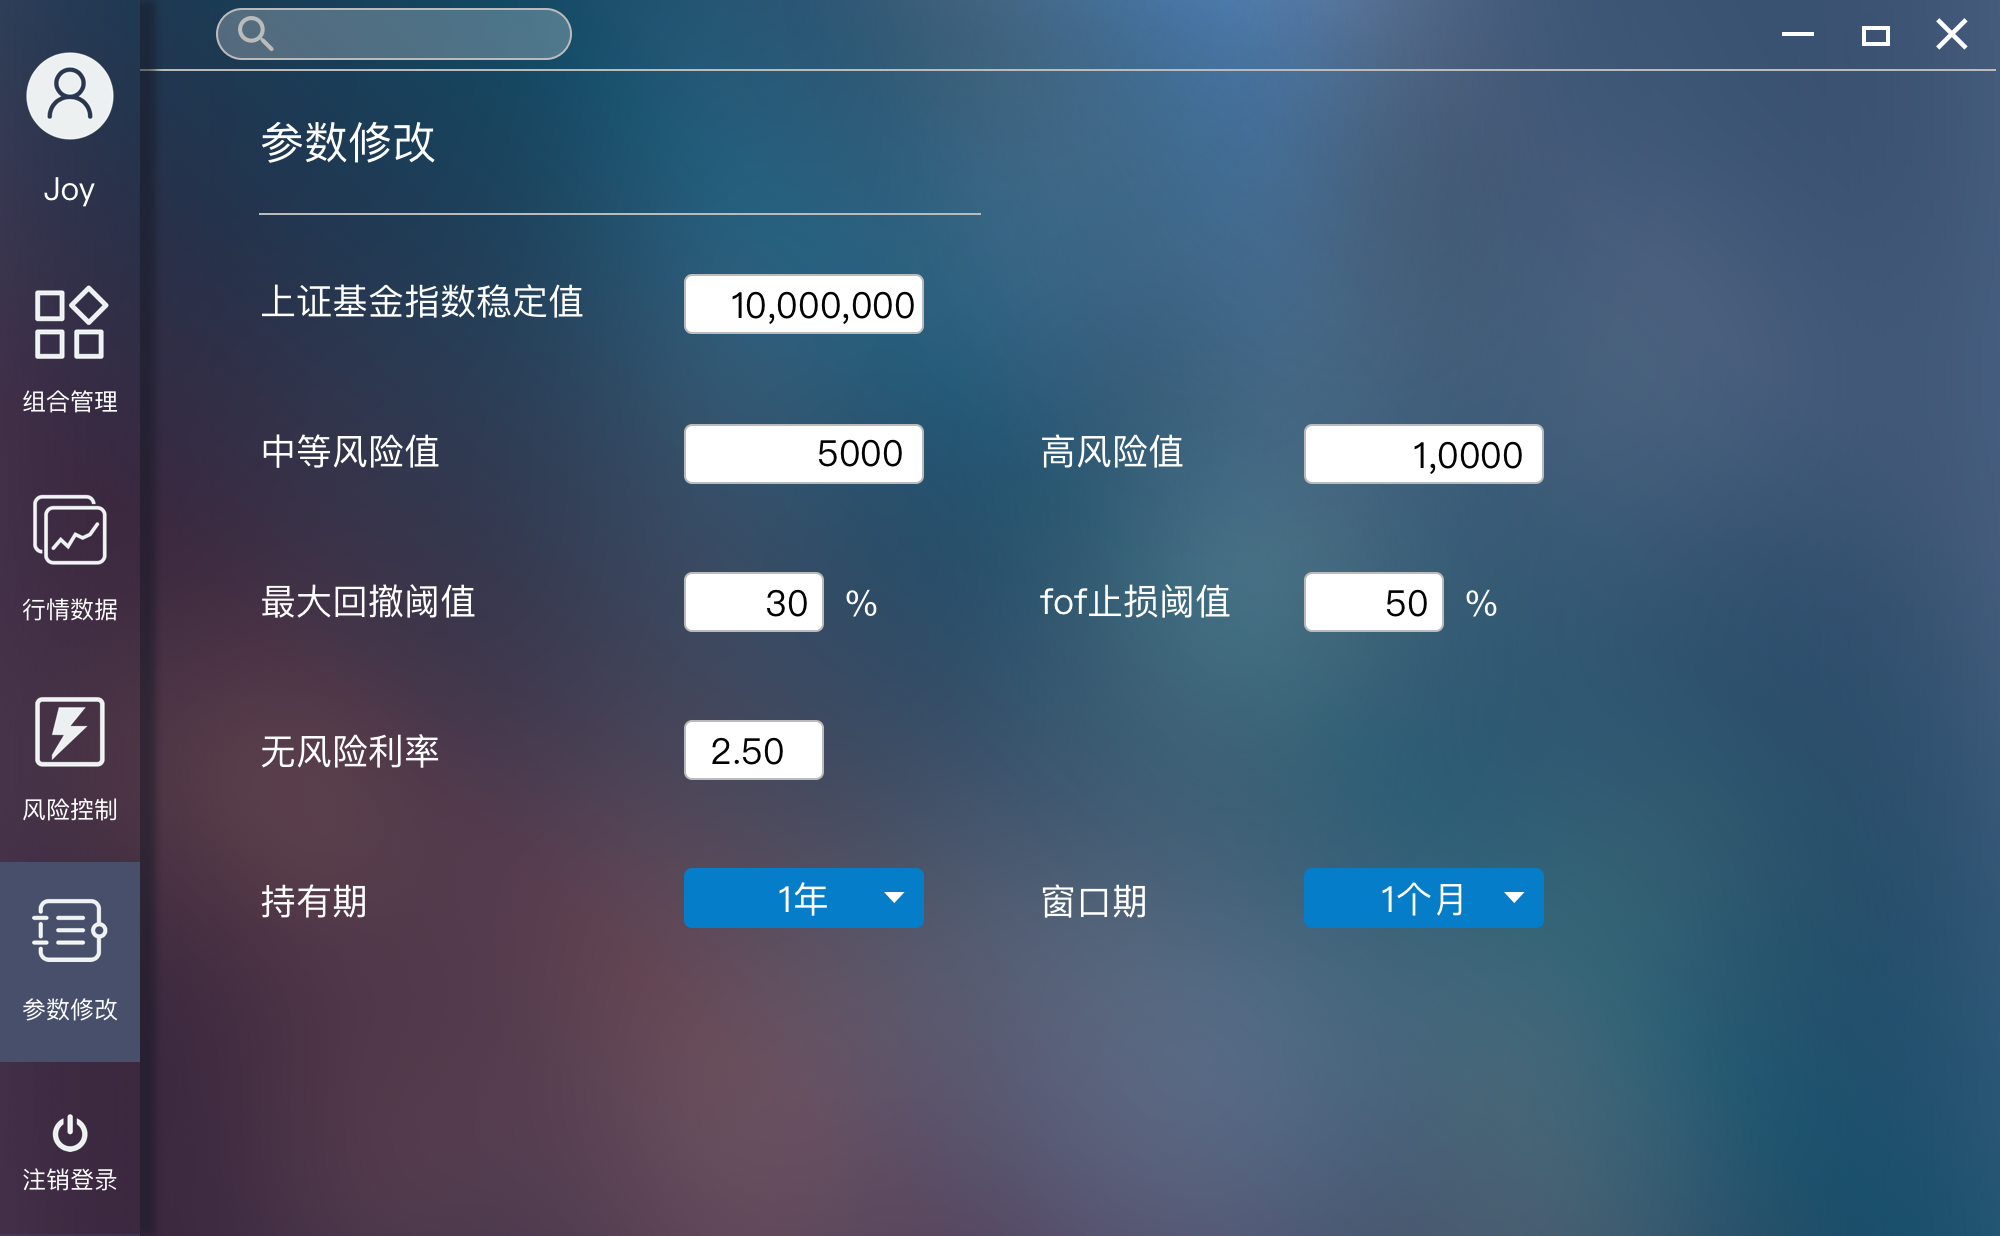 Joy
组合管理
行情数据
风险控制
参数修改
注销登录
参数修改
上证基金指数稳定值 10,000,000
中等风险值 5000 高风险值 1,0000
最大回撤阈值 30 % fof止损阈值 50 %
无风险利率 2.50
持有期 1年 窗口期 1个月